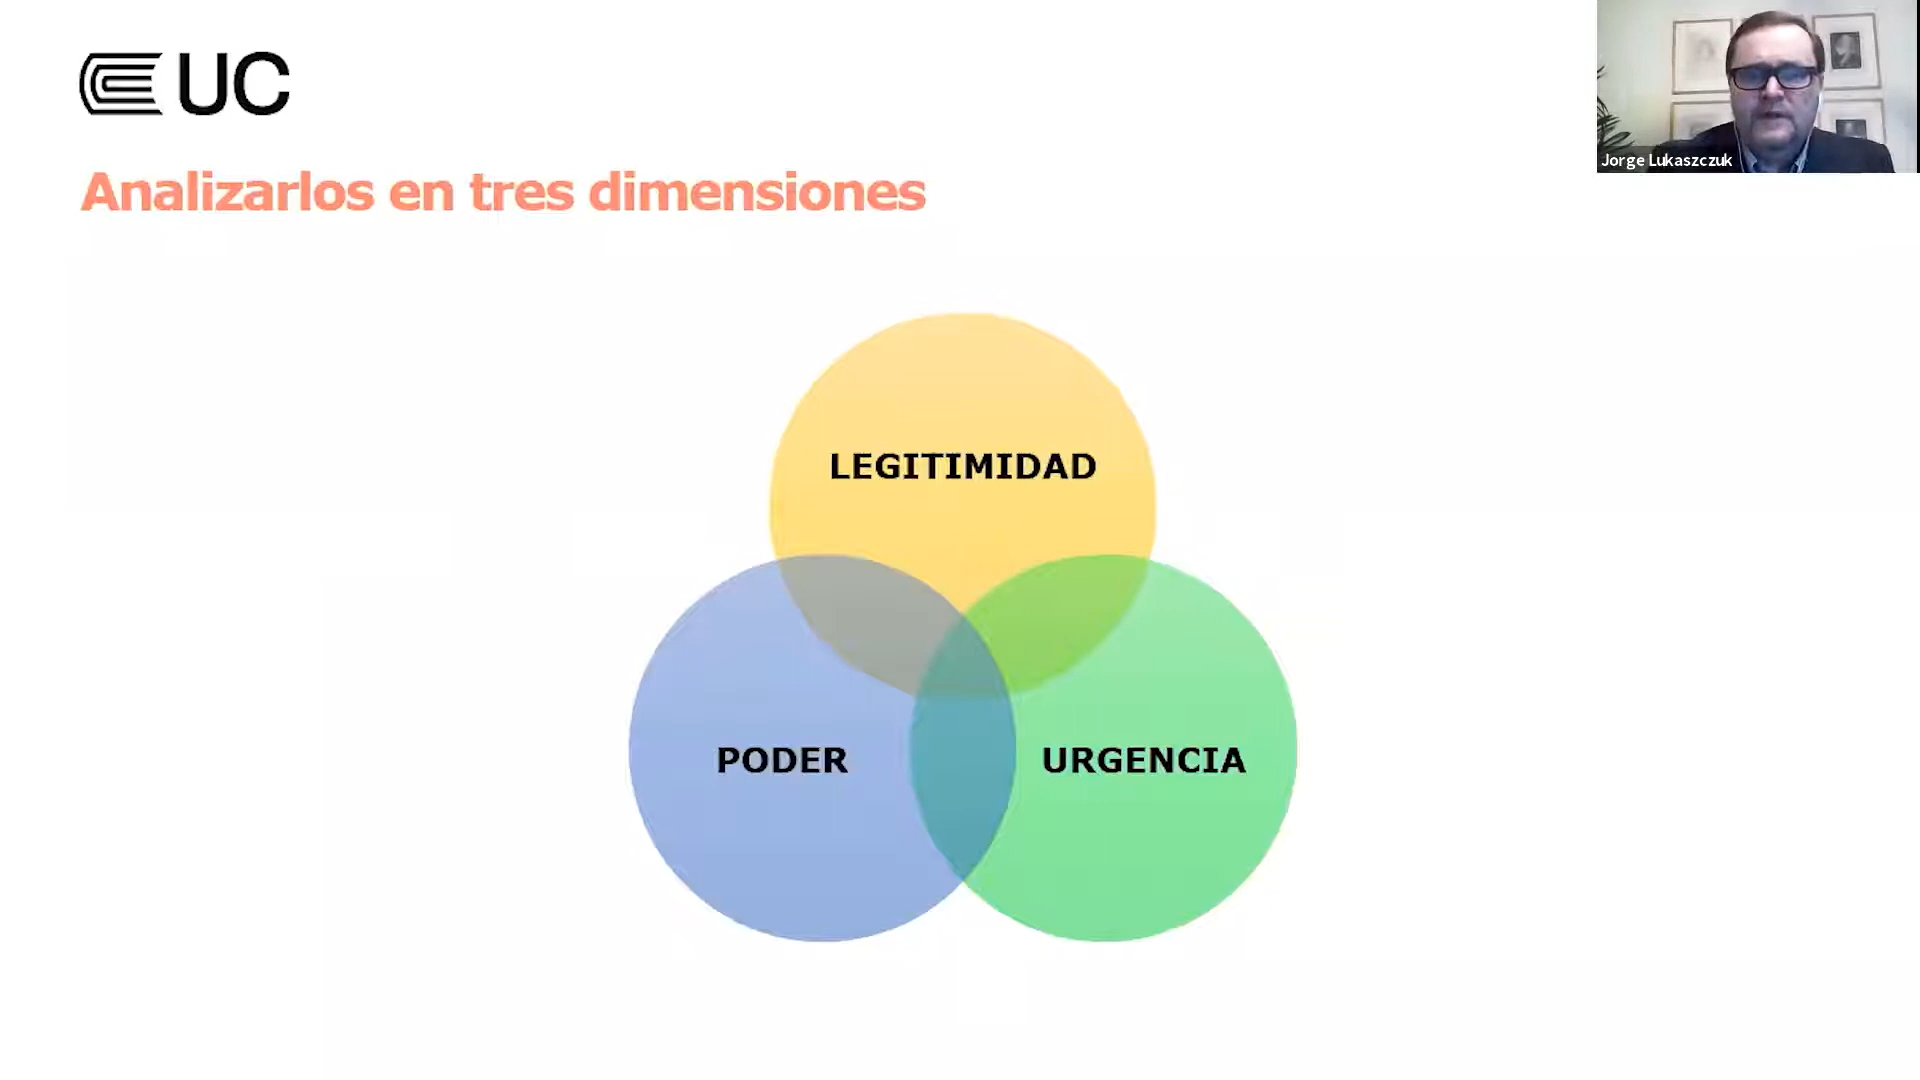 UC
Jorge Lukaszczuk
Analizarlos en tres dimensiones
LEGITIMIDAD
PODER
URGENCIA